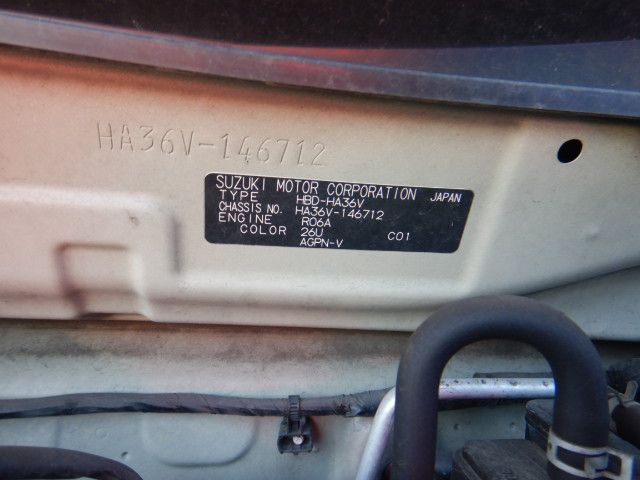 HA36V-146712
SUZUKI MOTOR CORPORATION JAPAN
TYPE HBD-HA36V
CHASSIS NO. HA36V-146712
ENGINE R06A
COLOR 26U C01
AGPN-V